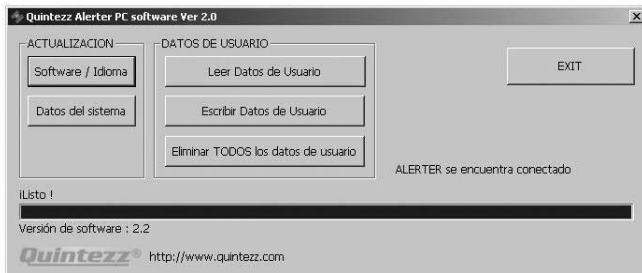 Quintezz Alerter PC software Ver 2.0
ACTUALIZACION
Software / Idioma
Datos del sistema
DATOS DE USUARIO
Leer Datos de Usuario
Escribir Datos de Usuario
Eliminar TODOS los datos de usuario
EXIT
ALERTER se encuentra conectado
¡Listo !
Versión de software : 2.2
Quintezz® http://www.quintezz.com